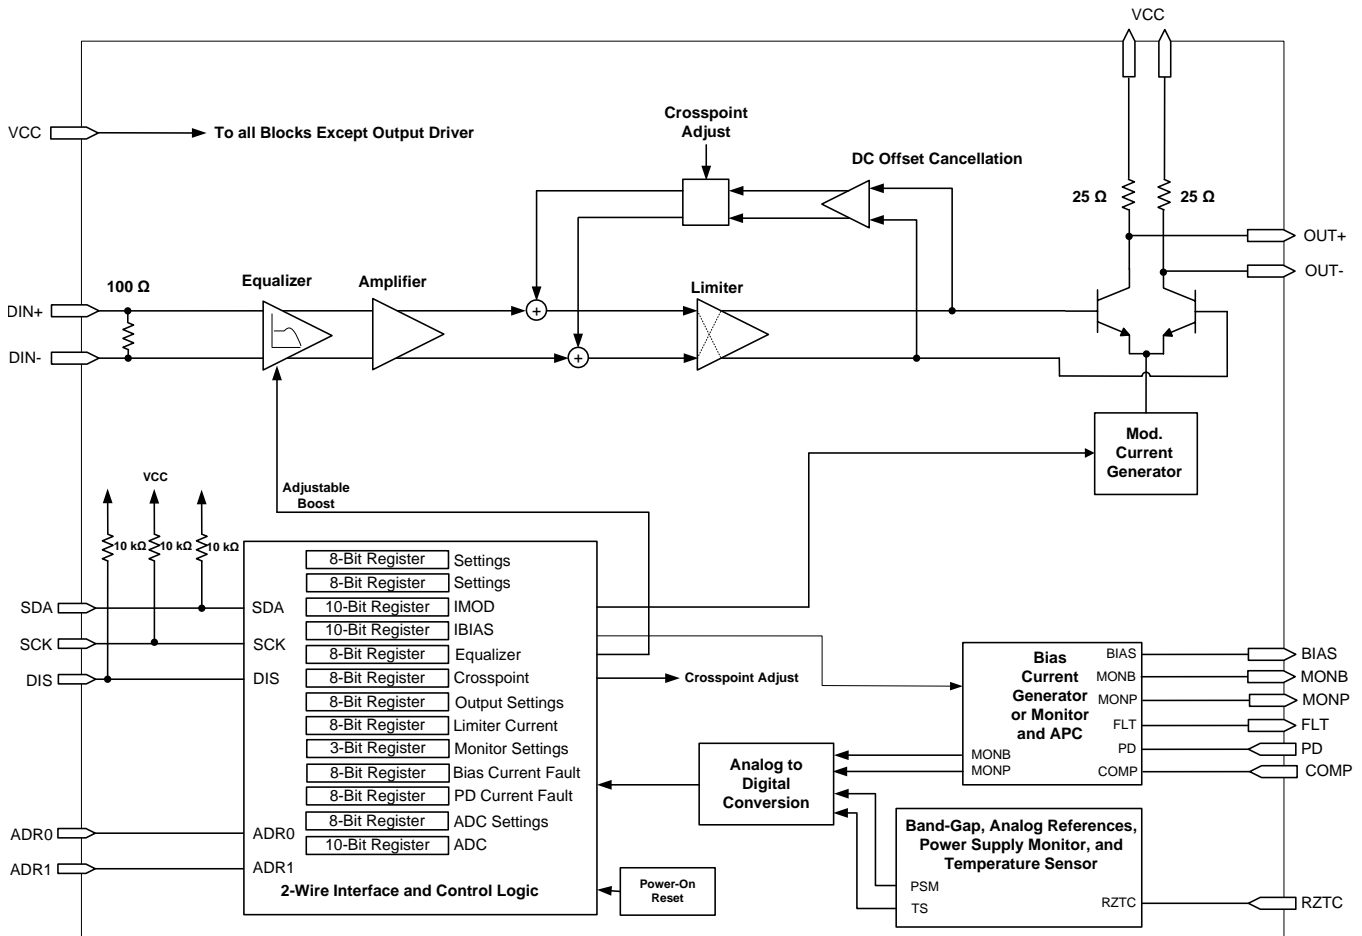 VCC
VCC
To all Blocks Except Output Driver
Crosspoint
Adjust
DC Offset Cancellation
25 Ω
25 Ω
OUT+
OUT-
100 Ω
Equalizer
Amplifier
Limiter
DIN+
DIN-
+
+
Mod.
Current
Generator
VCC
Adjustable
Boost
10 kΩ
10 kΩ
10 kΩ
SDA
SCK
DIS
ADR0
ADR1
SDA
SCK
DIS
ADR0
ADR1
8-Bit Register Settings
8-Bit Register Settings
10-Bit Register IMOD
10-Bit Register IBIAS
8-Bit Register Equalizer
8-Bit Register Crosspoint
8-Bit Register Output Settings
8-Bit Register Limiter Current
3-Bit Register Monitor Settings
8-Bit Register Bias Current Fault
8-Bit Register PD Current Fault
8-Bit Register ADC Settings
10-Bit Register ADC
2-Wire Interface and Control Logic
Crosspoint Adjust
Power-On
Reset
Analog to
Digital
Conversion
Bias
Current
Generator
or Monitor
and APC
BIAS
MONB
MONP
FLT
PD
COMP
MONB
MONP
BIAS
MONB
MONP
FLT
PD
COMP
Band-Gap, Analog References,
Power Supply Monitor, and
Temperature Sensor
PSM
TS
RZTC
RZTC